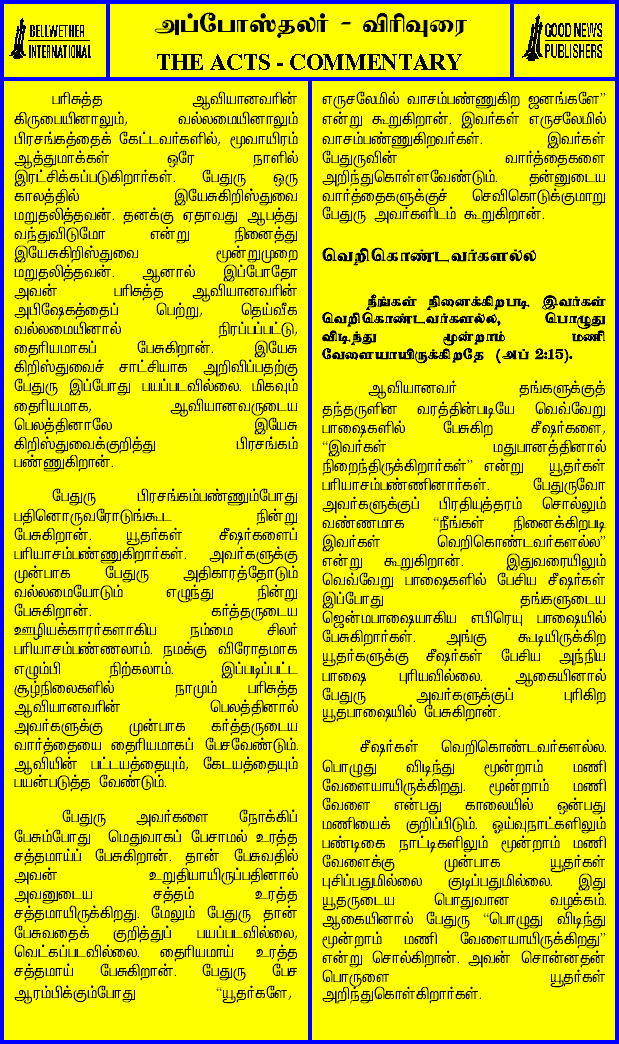 BELLWETHER
INTERNATIONAL
அப்போஸ்தலர் - விரிவுரை
THE ACTS - COMMENTARY
GOOD NEWS
PUBLISHERS
பரிசுத்த ஆவியானவரின்
கிருபையினாலும், வல்லமையினாலும்
பிரசங்கத்தைக் கேட்டவர்களில், மூவாயிரம்
ஆத்துமாக்கள் ஒரே நாளில்
இரட்சிக்கப்படுகிறார்கள். பேதுரு ஒரு
காலத்தில் இயேசுகிறிஸ்துவை
மறுதலித்தவன். தனக்கு ஏதாவது ஆபத்து
வந்துவிடுமோ என்று நினைத்து
இயேசுகிறிஸ்துவை மூன்றுமுறை
மறுதலித்தவன். ஆனால் இப்போதோ
அவன் பரிசுத்த ஆவியானவரின்
அபிஷேகத்தைப் பெற்று, தெய்வீக
வல்லமையினால் நிரப்பப்பட்டு,
தைரியமாகப் பேசுகிறான். இயேசு
கிறிஸ்துவைச் சாட்சியாக அறிவிப்பதற்கு
பேதுரு இப்போது பயப்படவில்லை. மிகவும்
தைரியமாக, ஆவியானவருடைய
பெலத்தினாலே இயேசு
கிறிஸ்துவைக்குறித்து பிரசங்கம்
பண்ணுகிறான்.
பேதுரு பிரசங்கம்பண்ணும்போது
பதினொருவரோடுங்கூட நின்று
பேசுகிறான். யூதர்கள் சீஷர்களைப்
பரியாசம்பண்ணுகிறார்கள். அவர்களுக்கு
முன்பாக பேதுரு அதிகாரத்தோடும்
வல்லமையோடும் எழுந்து நின்று
பேசுகிறான். கர்த்தருடைய
ஊழியக்காரர்களாகிய நம்மை சிலர்
பரியாசம்பண்ணலாம். நமக்கு விரோதமாக
எழும்பி நிற்கலாம். இப்படிப்பட்ட
சூழ்நிலைகளில் நாமும் பரிசுத்த
ஆவியானவரின் பெலத்தினால்
அவர்களுக்கு முன்பாக கர்த்தருடைய
வார்த்தையை தைரியமாகப் பேசவேண்டும்.
ஆவியின் பட்டயத்தையும், கேடயத்தையும்
பயன்படுத்த வேண்டும்.
பேதுரு அவர்களை நோக்கிப்
பேசும்போது மெதுவாகப் பேசாமல் உரத்த
சத்தமாய்ப் பேசுகிறான். தான் பேசுவதில்
அவன் உறுதியாயிருப்பதினால்
அவனுடைய சத்தம் உரத்த
சத்தமாயிருக்கிறது. மேலும் பேதுரு தான்
பேசுவதைக் குறித்துப் பயப்படவில்லை,
வெட்கப்படவில்லை. தைரியமாய் உரத்த
சத்தமாய் பேசுகிறான். பேதுரு பேச
ஆரம்பிக்கும்போது "யூதர்களே,
எருசலேமில் வாசம்பண்ணுகிற ஜனங்களே"
என்று கூறுகிறான். இவர்கள் எருசலேமில்
வாசம்பண்ணுகிறவர்கள். இவர்கள்
பேதுருவின் வார்த்தைகளை
அறிந்துகொள்ளவேண்டும். தன்னுடைய
வார்த்தைகளுக்குச் செவிகொடுக்குமாறு
பேதுரு அவர்களிடம் கூறுகிறான்.
வெறிகொண்டவர்களல்ல
நீங்கள் நினைக்கிறபடி இவர்கள்
வெறிகொண்டவர்களல்ல, பொழுது
விடிந்து மூன்றாம் மணி
வேளையாயிருக்கிறதே (அப் 2:15).
ஆவியானவர் தங்களுக்குத்
தந்தருளின வரத்தின்படியே வெவ்வேறு
பாஷைகளில் பேசுகிற சீஷர்களை,
"இவர்கள் மதுபானத்தினால்
நிறைந்திருக்கிறார்கள்" என்று யூதர்கள்
பரியாசம்பண்ணினார்கள். பேதுருவோ
அவர்களுக்குப் பிரதியுத்தரம் சொல்லும்
வண்ணமாக "நீங்கள் நினைக்கிறபடி
இவர்கள் வெறிகொண்டவர்களல்ல"
என்று கூறுகிறான். இதுவரையிலும்
வெவ்வேறு பாஷைகளில் பேசிய சீஷர்கள்
இப்போது தங்களுடைய
ஜென்மபாஷையாகிய எபிரெயு பாஷையில்
பேசுகிறார்கள். அங்கு கூடியிருக்கிற
யூதர்களுக்கு சீஷர்கள் பேசிய அந்நிய
பாஷை புரியவில்லை. ஆகையினால்
பேதுரு அவர்களுக்குப் புரிகிற
யூதபாஷையில் பேசுகிறான்.
சீஷர்கள் வெறிகொண்டவர்களல்ல.
பொழுது விடிந்து மூன்றாம் மணி
வேளையாயிருக்கிறது. மூன்றாம் மணி
வேளை என்பது காலையில் ஒன்பது
மணியைக் குறிப்பிடும். ஓய்வுநாட்களிலும்
பண்டிகை நாட்டிகளிலும் மூன்றாம் மணி
வேளைக்கு முன்பாக யூதர்கள்
புசிப்பதுமில்லை குடிப்பதுமில்லை. இது
யூதருடைய பொதுவான வழக்கம்.
ஆகையினால் பேதுரு "பொழுது விடிந்து
மூன்றாம் மணி வேளையாயிருக்கிறது"
என்று சொல்கிறான். அவன் சொன்னதன்
பொருளை யூதர்கள்
அறிந்துகொள்கிறார்கள்.